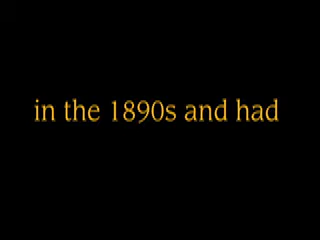 in the 1890s and had